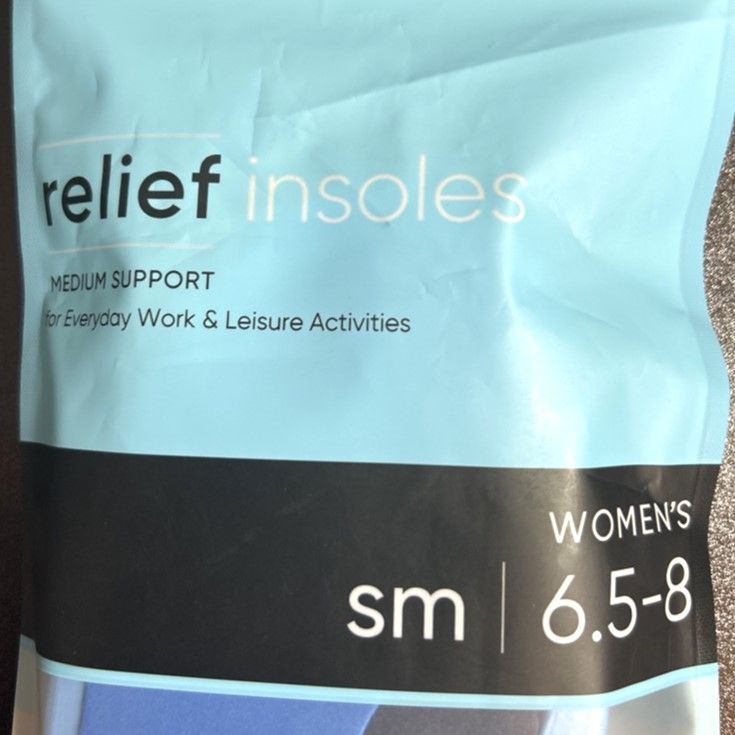 relief insoles
MEDIUM SUPPORT
for Everyday Work & Leisure Activities
WOMEN'S
sm | 6.5-8